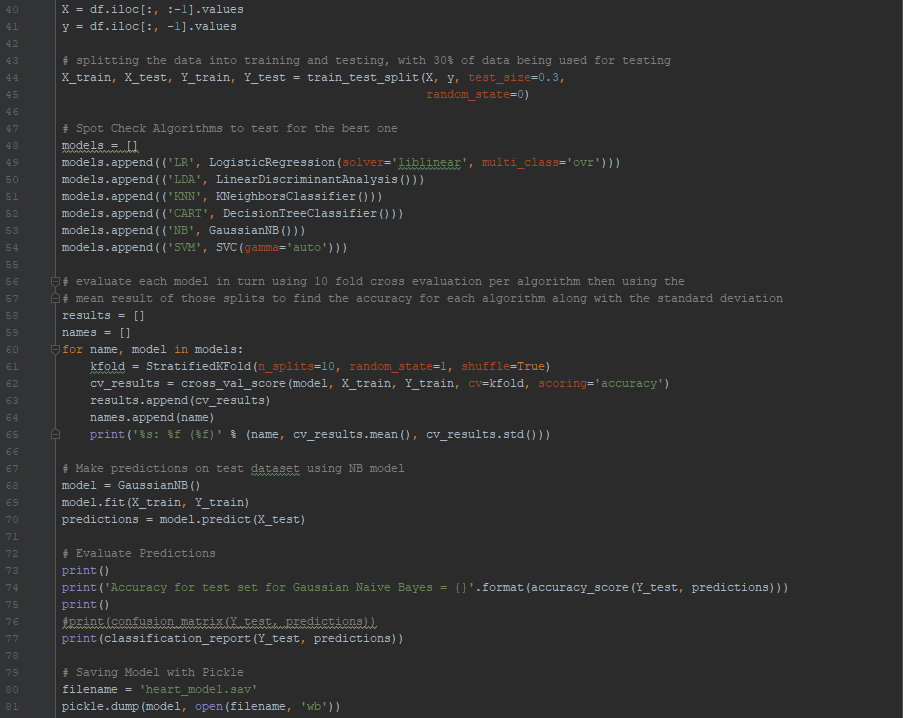 40 X = df.iloc[:, :-1].values
41 y = df.iloc[:, -1].values
42
43 # splitting the data into training and testing, with 30% of data being used for testing
44 X_train, X_test, Y_train, Y_test = train_test_split(X, y, test_size=0.3,
45 random_state=0)
46
47 # Spot Check Algorithms to test for the best one
48 models = []
49 models.append(('LR', LogisticRegression(solver='liblinear', multi_class='ovr')))
50 models.append(('LDA', LinearDiscriminantAnalysis()))
51 models.append(('KNN', KNeighborsClassifier()))
52 models.append(('CART', DecisionTreeClassifier()))
53 models.append(('NB', GaussianNB()))
54 models.append(('SVM', SVC(gamma='auto')))
55
56 # evaluate each model in turn using 10 fold cross evaluation per algorithm then using the
57 # mean result of those splits to find the accuracy for each algorithm along with the standard deviation
58 results = []
59 names = []
60 for name, model in models:
61 kfold = StratifiedKFold(n_splits=10, random_state=1, shuffle=True)
62 cv_results = cross_val_score(model, X_train, Y_train, cv=kfold, scoring='accuracy')
63 results.append(cv_results)
64 names.append(name)
65 print('%s: %f (%f)' % (name, cv_results.mean(), cv_results.std()))
66
67 # Make predictions on test dataset using NB model
68 model = GaussianNB()
69 model.fit(X_train, Y_train)
70 predictions = model.predict(X_test)
71
72 # Evaluate Predictions
73 print()
74 print('Accuracy for test set for Gaussian Naive Bayes = {}'.format(accuracy_score(Y_test, predictions)))
75 print()
76 #print(confusion_matrix(Y_test, predictions))
77 print(classification_report(Y_test, predictions))
78
79 # Saving Model with Pickle
80 filename = 'heart_model.sav'
81 pickle.dump(model, open(filename, 'wb'))